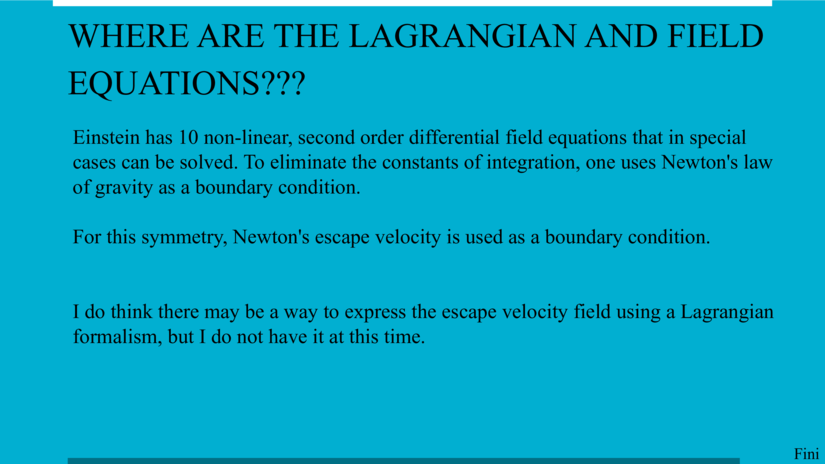 WHERE ARE THE LAGRANGIAN AND FIELD
EQUATIONS???
Einstein has 10 non-linear, second order differential field equations that in special
cases can be solved. To eliminate the constants of integration, one uses Newton's law
of gravity as a boundary condition.
For this symmetry, Newton's escape velocity is used as a boundary condition.
I do think there may be a way to express the escape velocity field using a Lagrangian
formalism, but I do not have it at this time.
Fini